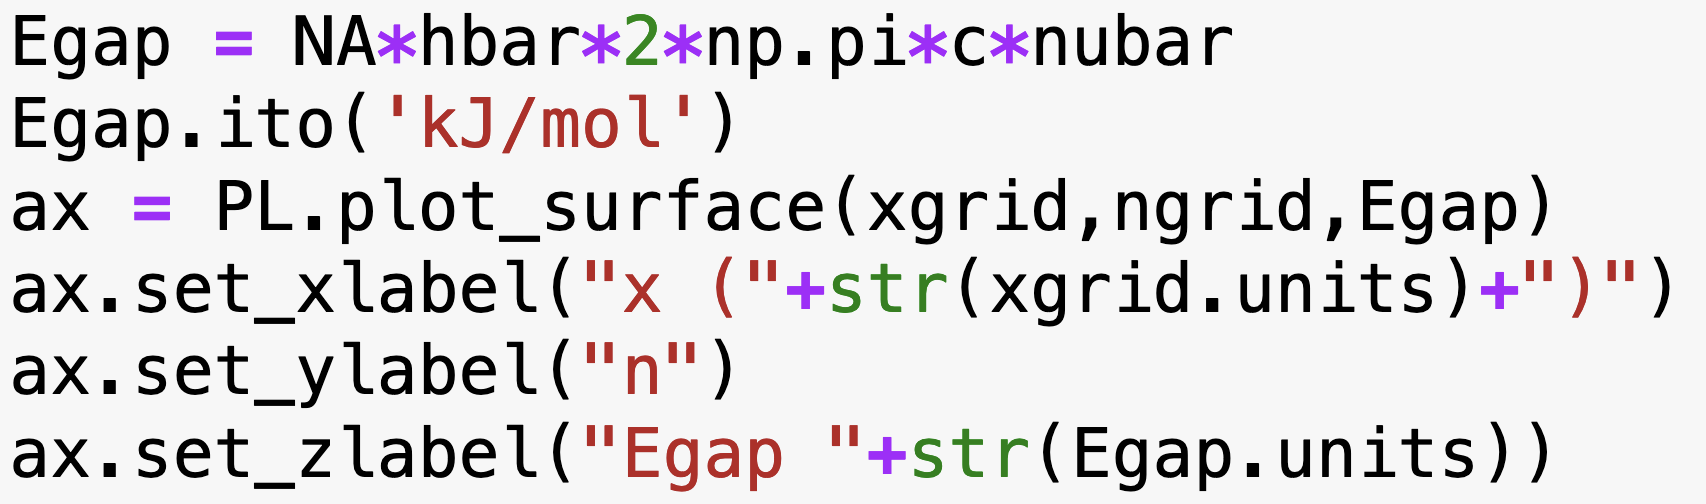 Egap = NA*hbar*2*np.pi*c*nubar
Egap.ito('kJ/mol')
ax = PL.plot_surface(xgrid,ngrid,Egap)
ax.set_xlabel("x ("+str(xgrid.units)+")")
ax.set_ylabel("n")
ax.set_zlabel("Egap "+str(Egap.units))